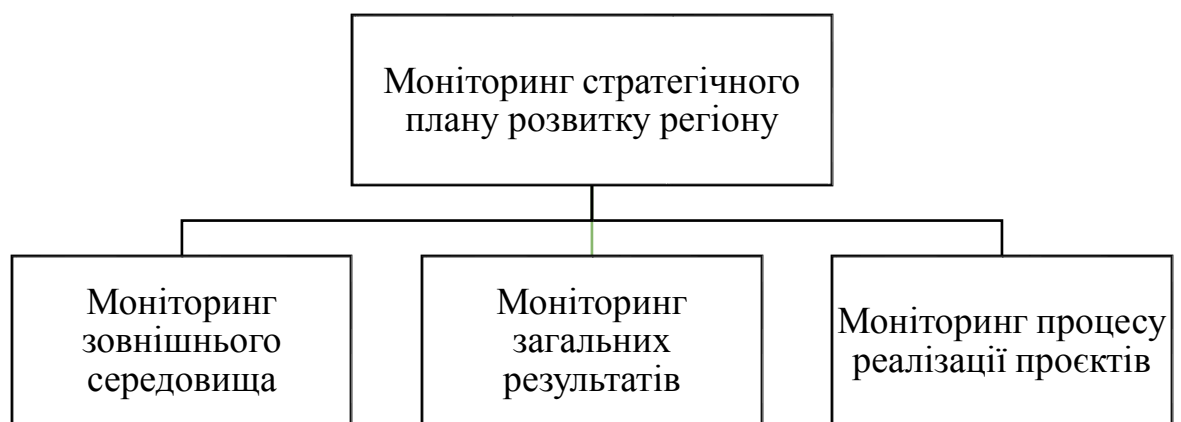 Моніторинг стратегічного
плану розвитку регіону
Моніторинг
зовнішнього
середовища
Моніторинг
загальних
результатів
Моніторинг процесу
реалізації проєктів